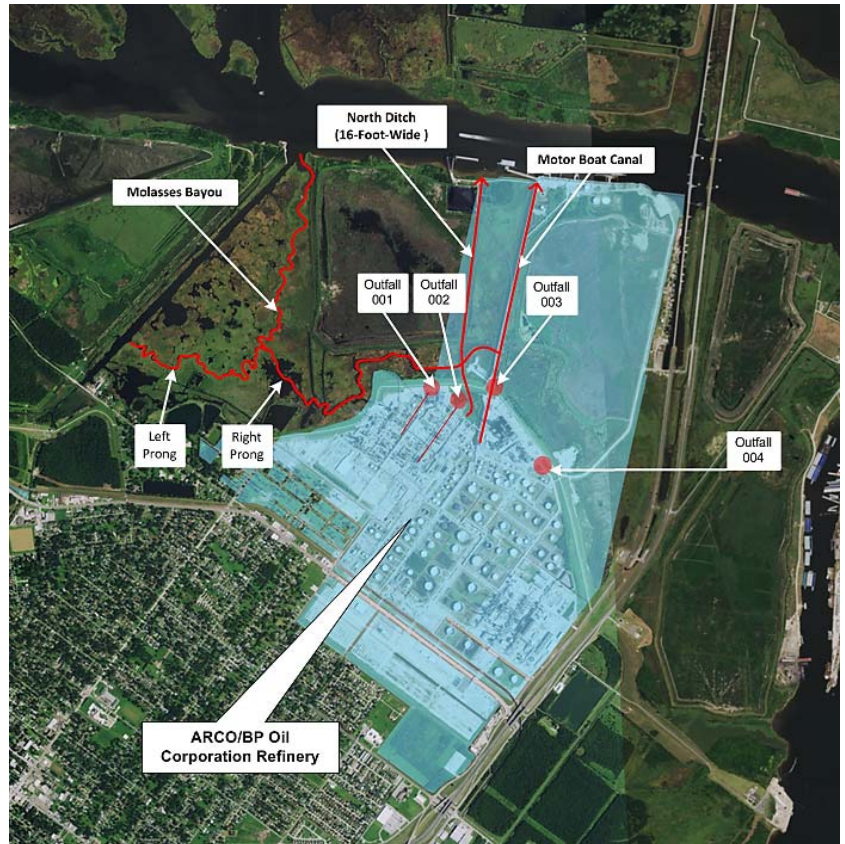 North Ditch
(16-Foot-Wide )
Motor Boat Canal
Molasses Bayou
Outfall
001
Outfall
002
Outfall
003
Left
Prong
Right
Prong
Outfall
004
ARCO/BP Oil
Corporation Refinery